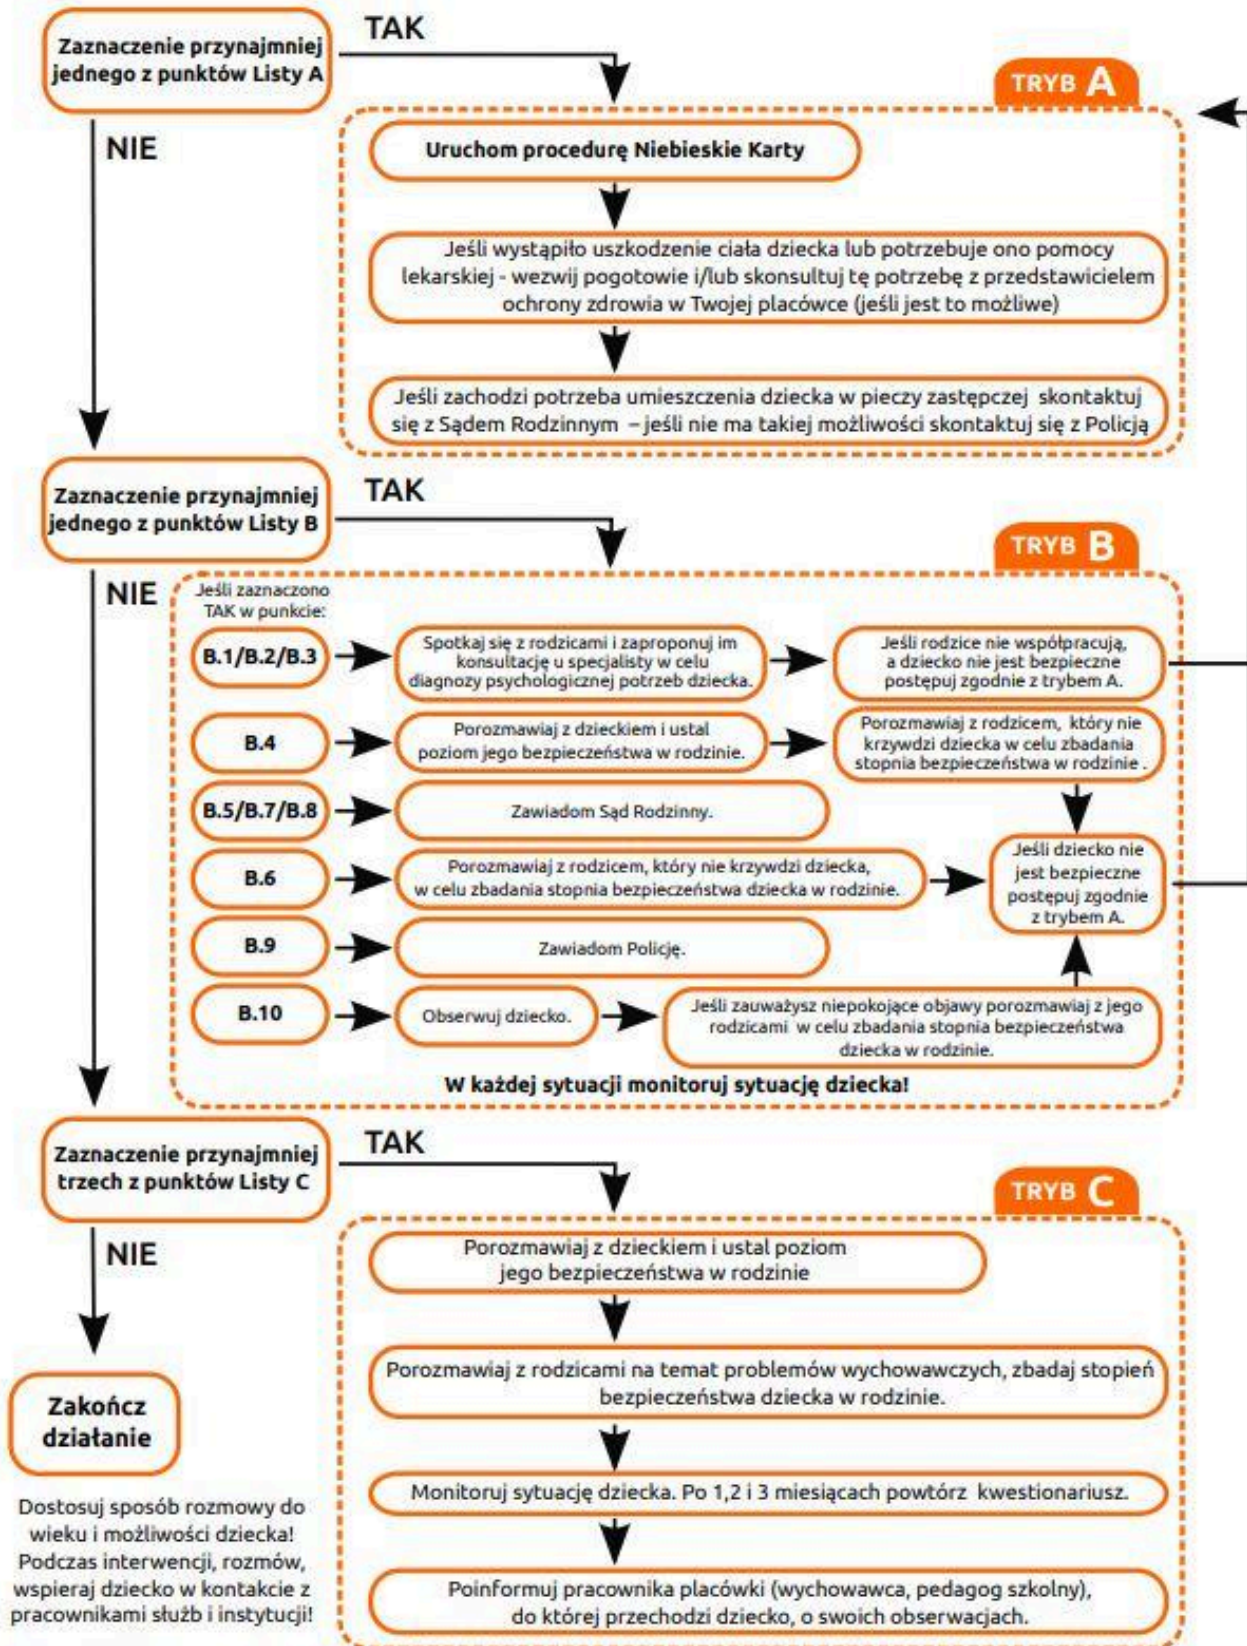 Zaznaczenie przynajmniej
jednego z punktów Listy A
TAK
NIE
TRYB A
Uruchom procedurę Niebieskie Karty
Jeśli wystąpiło uszkodzenie ciała dziecka lub potrzebuje ono pomocy
lekarskiej - wezwij pogotowie i/lub skonsultuj tę potrzebę z przedstawicielem
ochrony zdrowia w Twojej placówce (jeśli jest to możliwe)
Jeśli zachodzi potrzeba umieszczenia dziecka w pieczy zastępczej skontaktuj
się z Sądem Rodzinnym – jeśli nie ma takiej możliwości skontaktuj się z Policją
Zaznaczenie przynajmniej
jednego z punktów Listy B
TAK
NIE
TRYB B
Jeśli zaznaczono
TAK w punkcie:
B.1/B.2/B.3
Spotkaj się z rodzicami i zaproponuj im
konsultację u specjalisty w celu
diagnozy psychologicznej potrzeb dziecka.
Jeśli rodzice nie współpracują,
a dziecko nie jest bezpieczne
postępuj zgodnie z trybem A.
B.4
Porozmawiaj z dzieckiem i ustal
poziom jego bezpieczeństwa w rodzinie.
Porozmawiaj z rodzicem, który nie
krzywdzi dziecka w celu zbadania
stopnia bezpieczeństwa w rodzinie .
B.5/B.7/B.8
Zawiadom Sąd Rodzinny.
B.6
Porozmawiaj z rodzicem, który nie krzywdzi dziecka,
w celu zbadania stopnia bezpieczeństwa dziecka w rodzinie.
Jeśli dziecko nie
jest bezpieczne
postępuj zgodnie
z trybem A.
B.9
Zawiadom Policję.
B.10
Obserwuj dziecko.
Jeśli zauważysz niepokojące objawy porozmawiaj z jego
rodzicami w celu zbadania stopnia bezpieczeństwa
dziecka w rodzinie.
W każdej sytuacji monitoruj sytuację dziecka!
Zaznaczenie przynajmniej
trzech z punktów Listy C
TAK
NIE
TRYB C
Porozmawiaj z dzieckiem i ustal poziom
jego bezpieczeństwa w rodzinie
Porozmawiaj z rodzicami na temat problemów wychowawczych, zbadaj stopień
bezpieczeństwa dziecka w rodzinie.
Monitoruj sytuację dziecka. Po 1,2 i 3 miesiącach powtórz kwestionariusz.
Poinformuj pracownika placówki (wychowawca, pedagog szkolny),
do której przechodzi dziecko, o swoich obserwacjach.
Zakończ
działanie
Dostosuj sposób rozmowy do
wieku i możliwości dziecka!
Podczas interwencji, rozmów,
wspieraj dziecko w kontakcie z
pracownikami służb i instytucji!